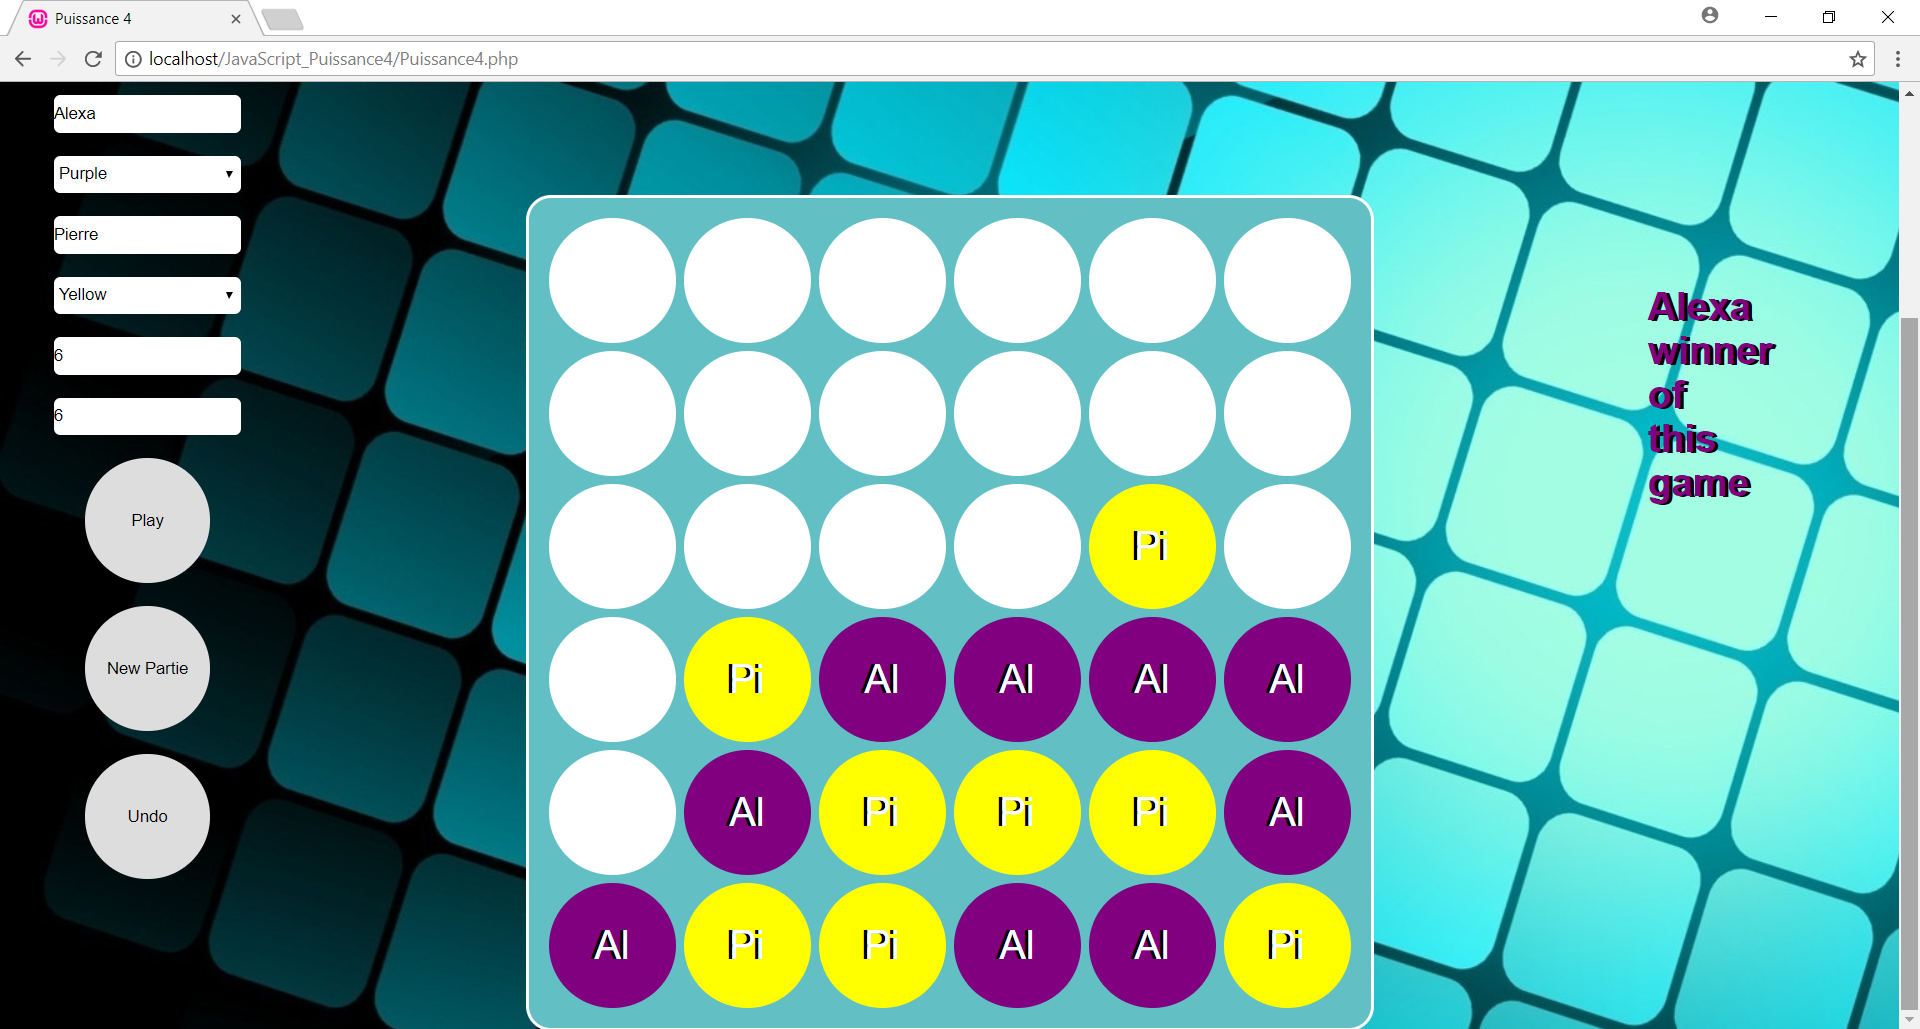 Puissance 4
localhost/JavaScript_Puissance4/Puissance4.php
Alexa
Purple
Pierre
Yellow
6
6
Play
New Partie
Undo
Pi
Pi Al Al Al Al
Al Pi Pi Pi Al
Al Pi Pi Al Al Pi
Alexa
winner
of
this
game